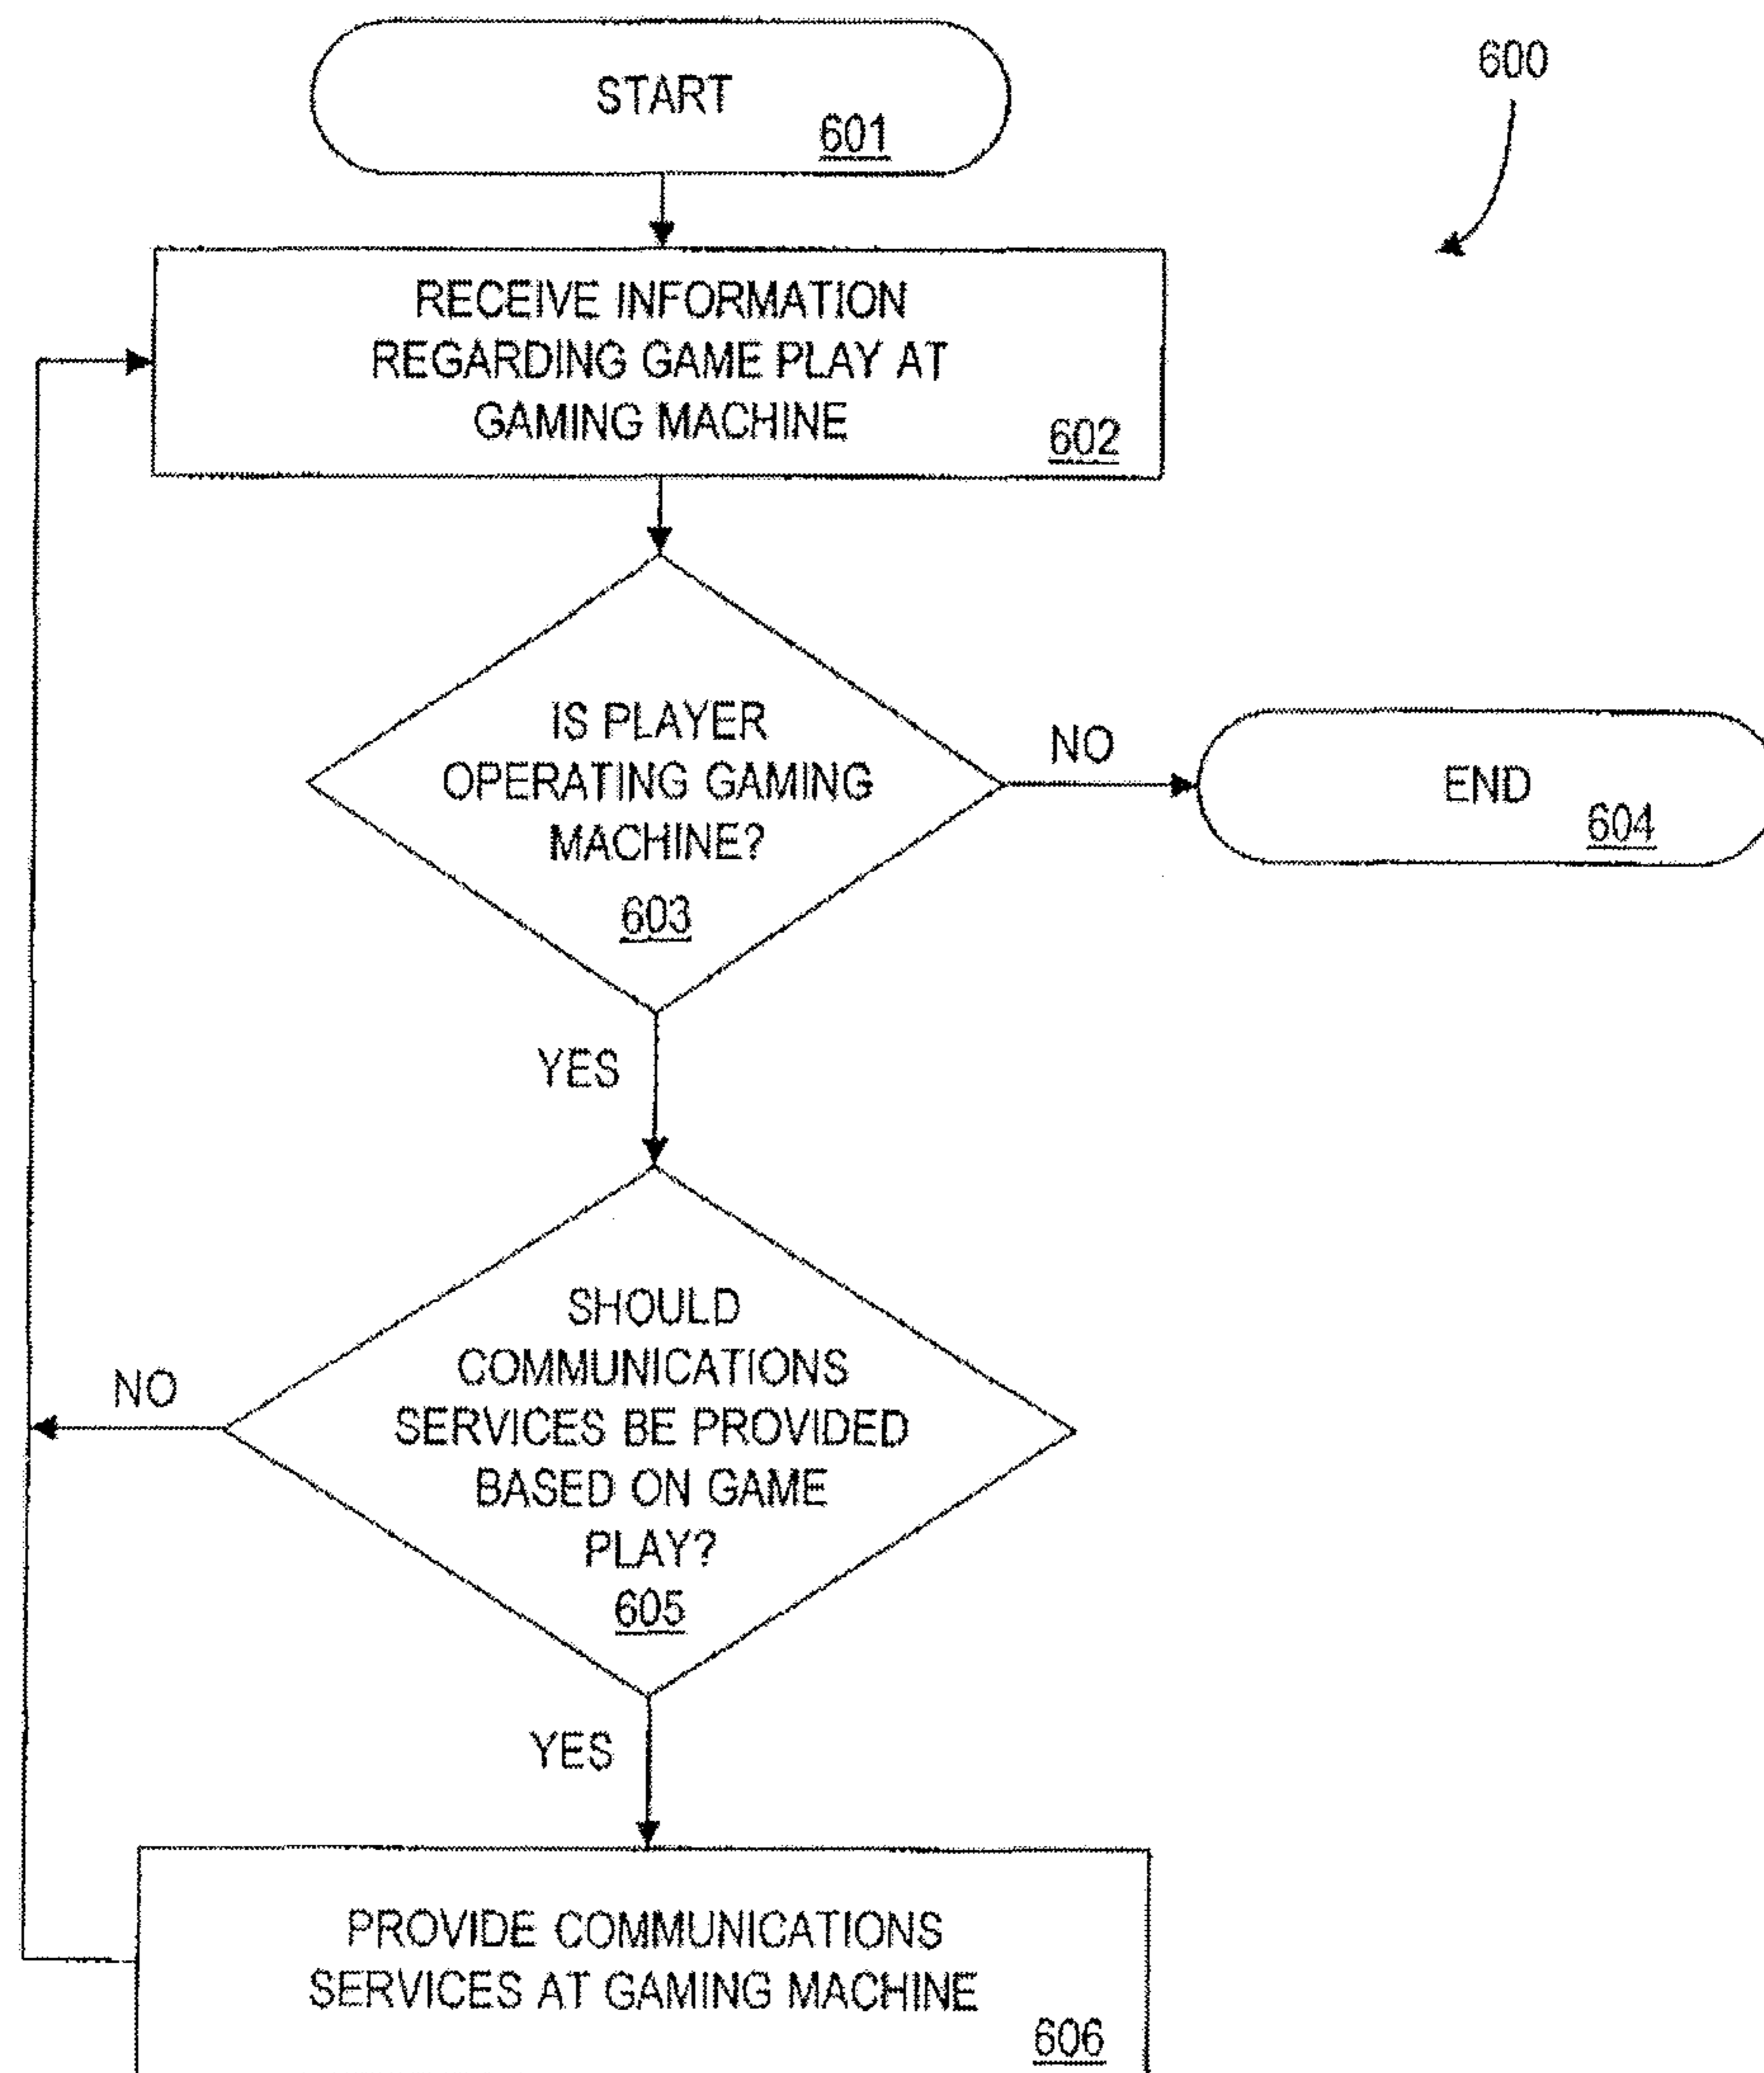 START
601
600
RECEIVE INFORMATION
REGARDING GAME PLAY AT
GAMING MACHINE
602
IS PLAYER
OPERATING GAMING
MACHINE?
603
NO
END
604
YES
SHOULD
COMMUNICATIONS
SERVICES BE PROVIDED
BASED ON GAME
PLAY?
605
NO
YES
PROVIDE COMMUNICATIONS
SERVICES AT GAMING MACHINE
606